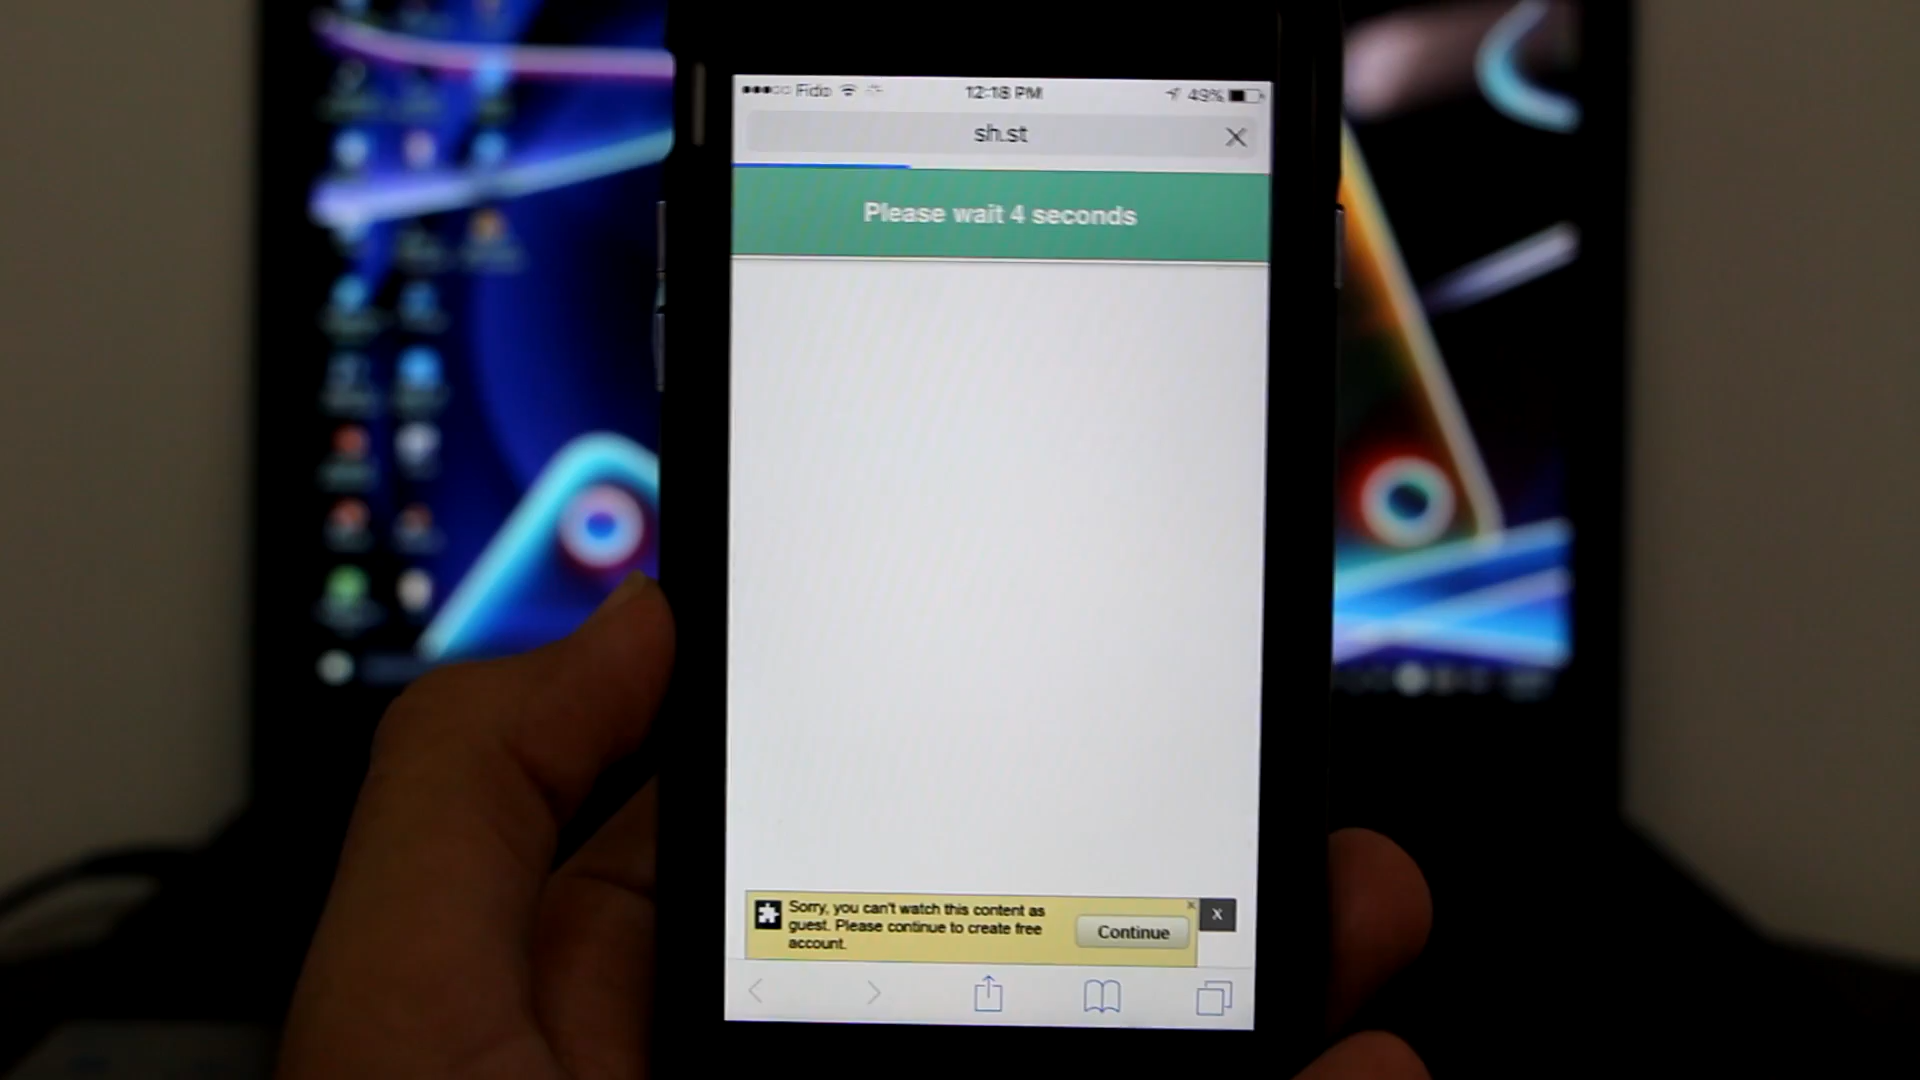 Fido 12:18 PM 49%
sh.st
Please wait 4 seconds
Sorry, you can't watch this content as
guest. Please continue to create free
account.
Continue
x
X